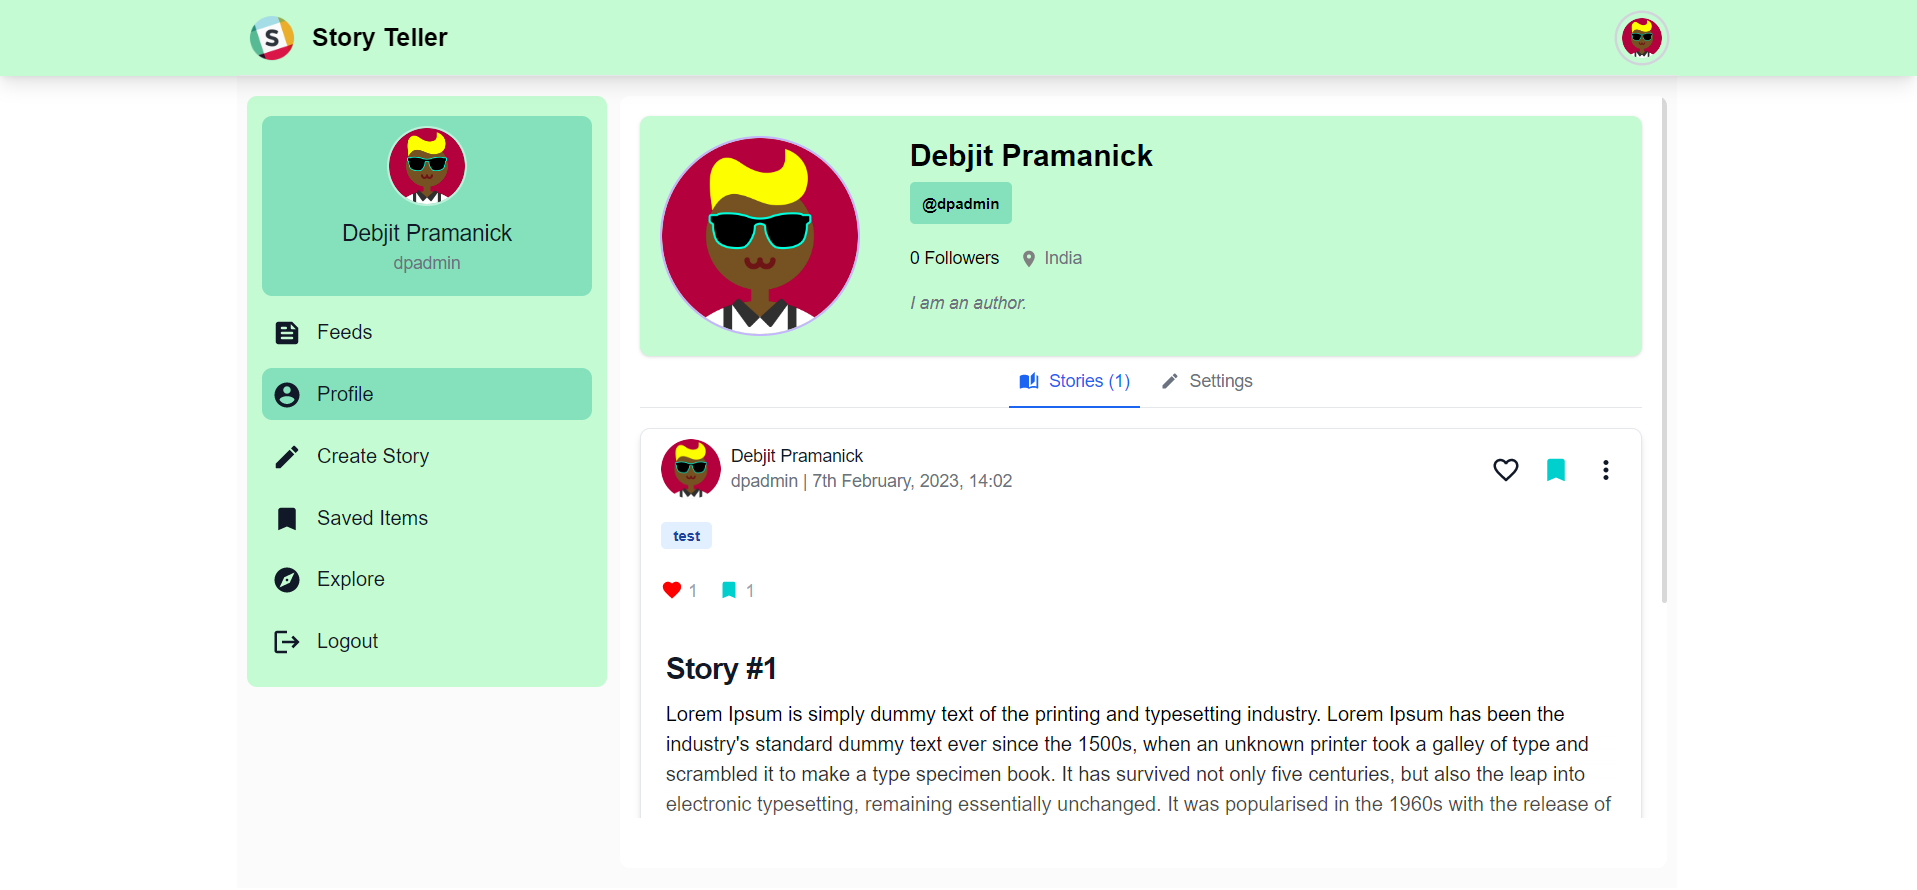 S Story Teller
Debjit Pramanick
dpadmin
Feeds
Profile
Create Story
Saved Items
Explore
Logout
Debjit Pramanick
@dpadmin
0 Followers India
I am an author.
Stories (1) Settings
Debjit Pramanick
dpadmin | 7th February, 2023, 14:02
test
1 1
Story #1
Lorem Ipsum is simply dummy text of the printing and typesetting industry. Lorem Ipsum has been the
industry's standard dummy text ever since the 1500s, when an unknown printer took a galley of type and
scrambled it to make a type specimen book. It has survived not only five centuries, but also the leap into
electronic typesetting, remaining essentially unchanged. It was popularised in the 1960s with the release of